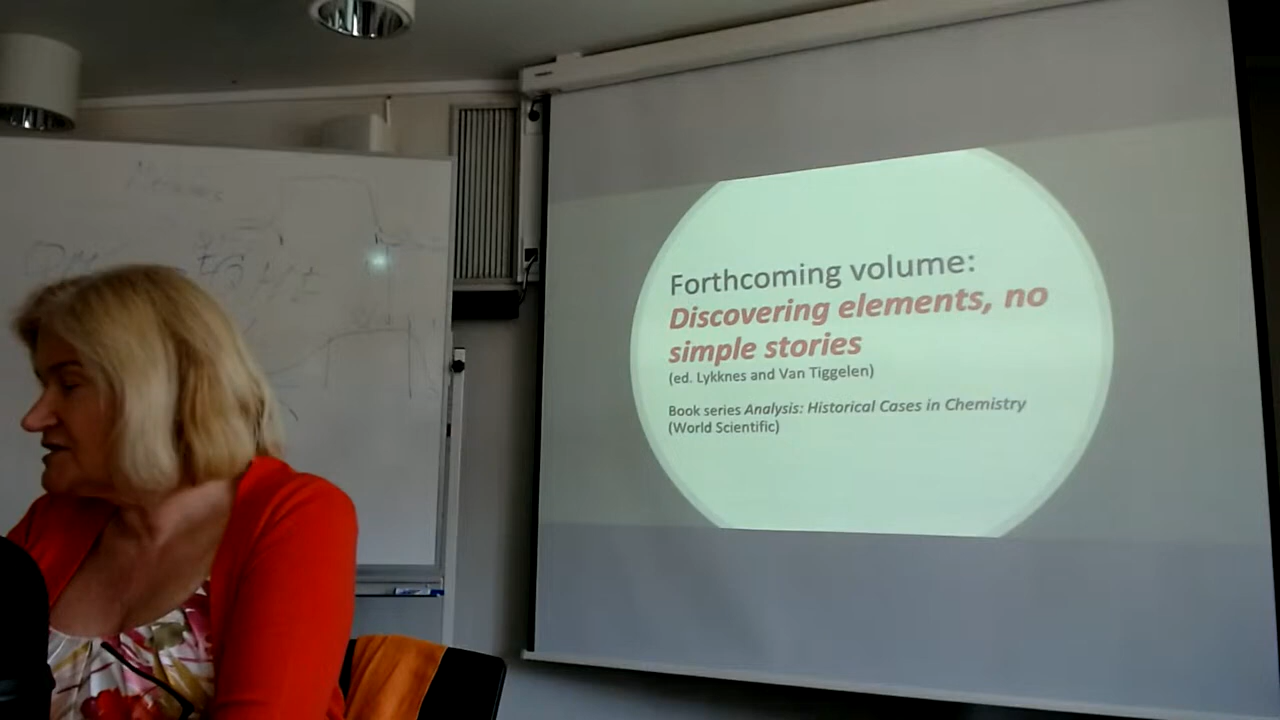 Forthcoming volume:
Discovering elements, no
simple stories
(ed. Lykknes and Van Tiggelen)
Book series Analysis: Historical Cases in Chemistry
(World Scientific)